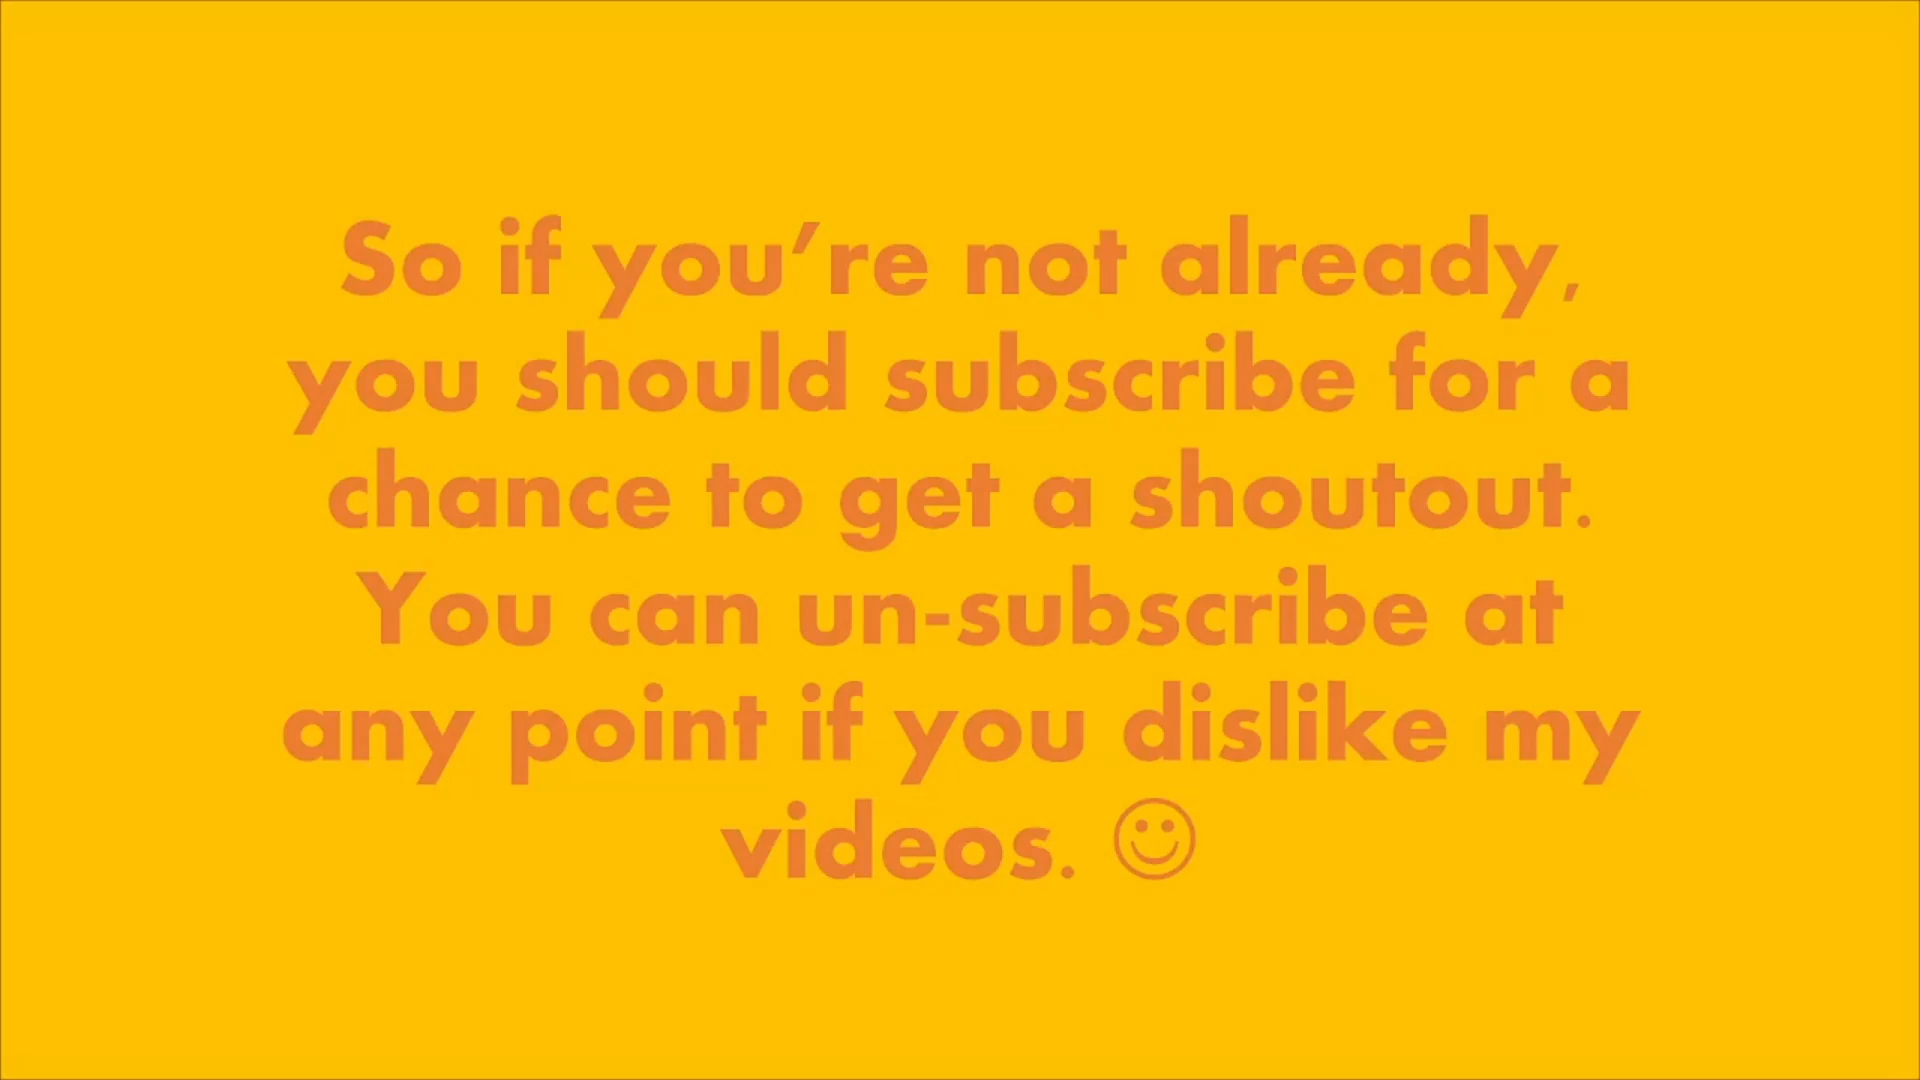 So if you’re not already,
you should subscribe for a
chance to get a shoutout.
You can un-subscribe at
any point if you dislike my
videos. ☺